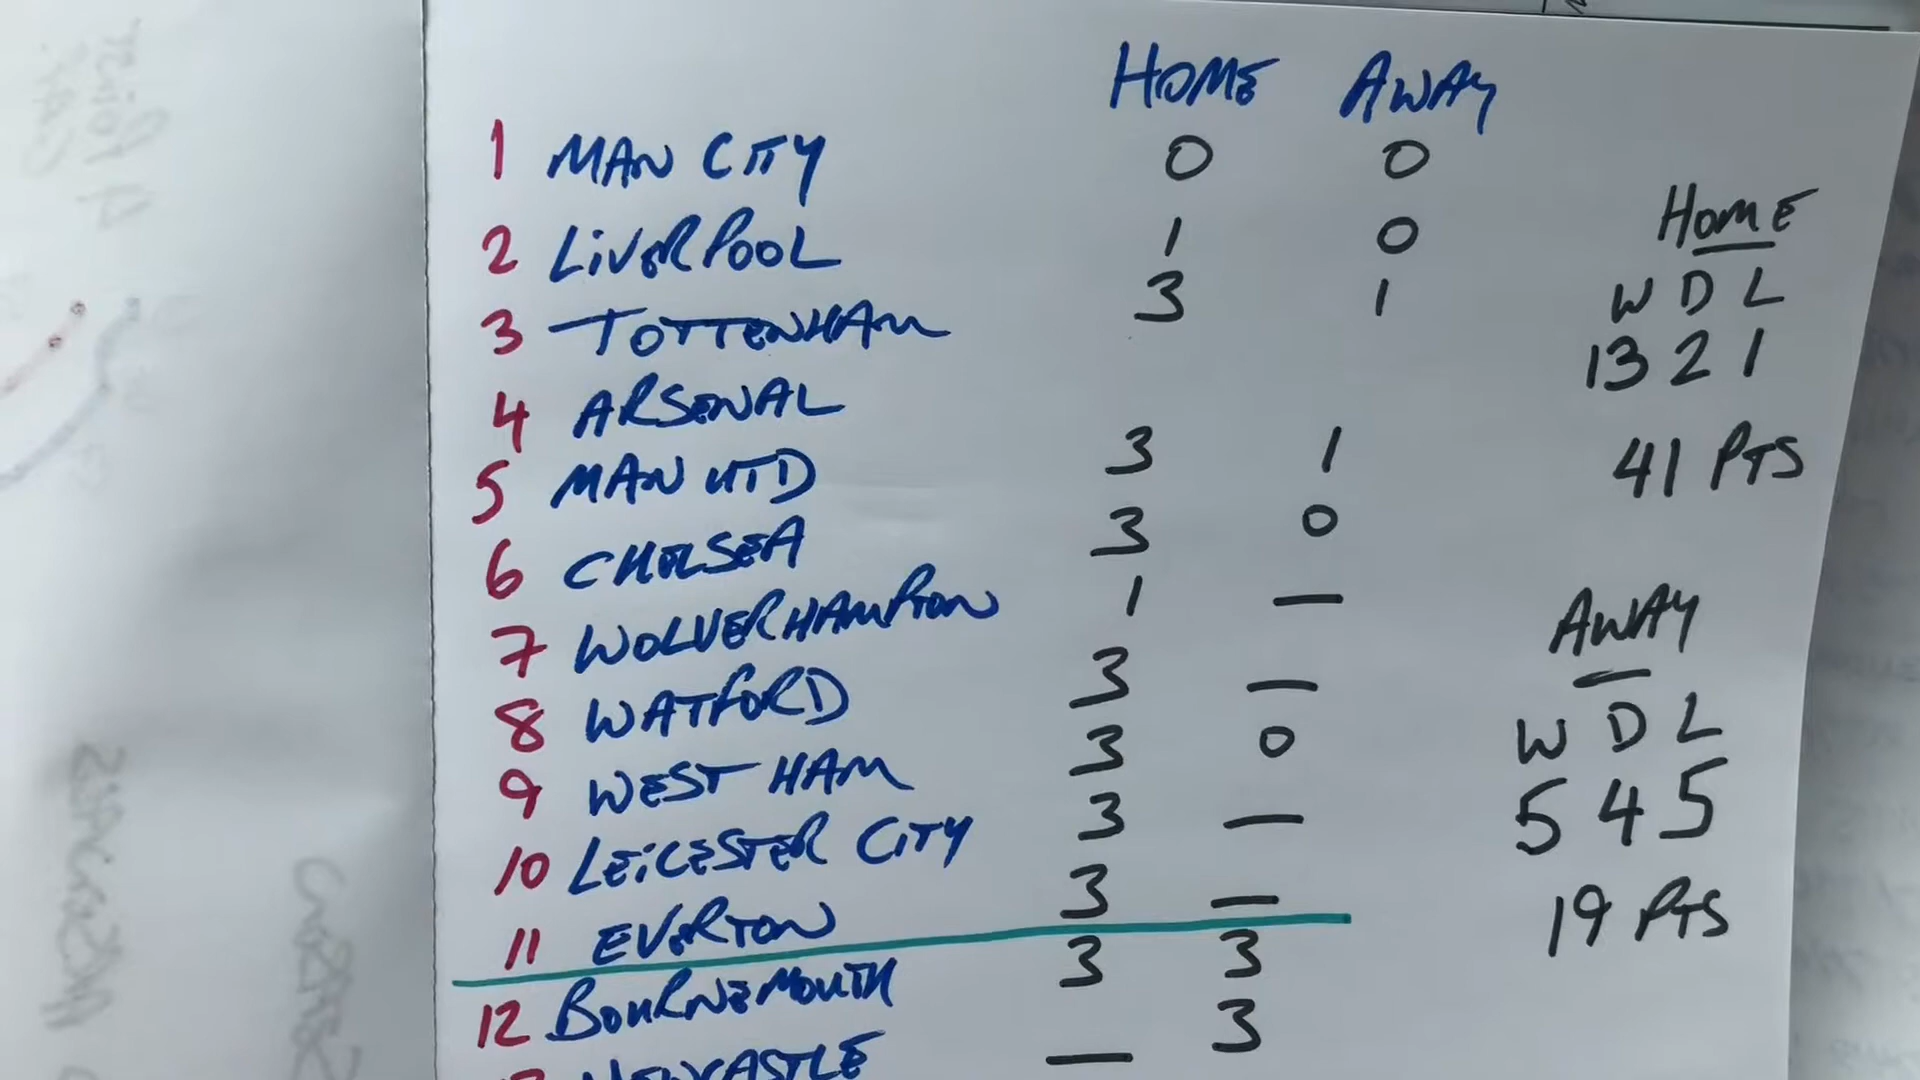 HOME AWAY
1 MAN CITY 0 0
2 LIVERPOOL 1 0
3 TOTTENHAM 3 1
4 ARSENAL
5 MAN UTD 3 1
6 CHELSEA 3 0
7 WOLVERHAMPTON 1 —
8 WATFORD 3 —
9 WEST HAM 3 0
10 LEICESTER CITY 3 —
11 EVERTON 3 —
12 BOURNEMOUTH 3 3
NEWCASTLE — 3
HOME
W D L
13 2 1
41 PTS
AWAY
W D L
5 4 5
19 PTS